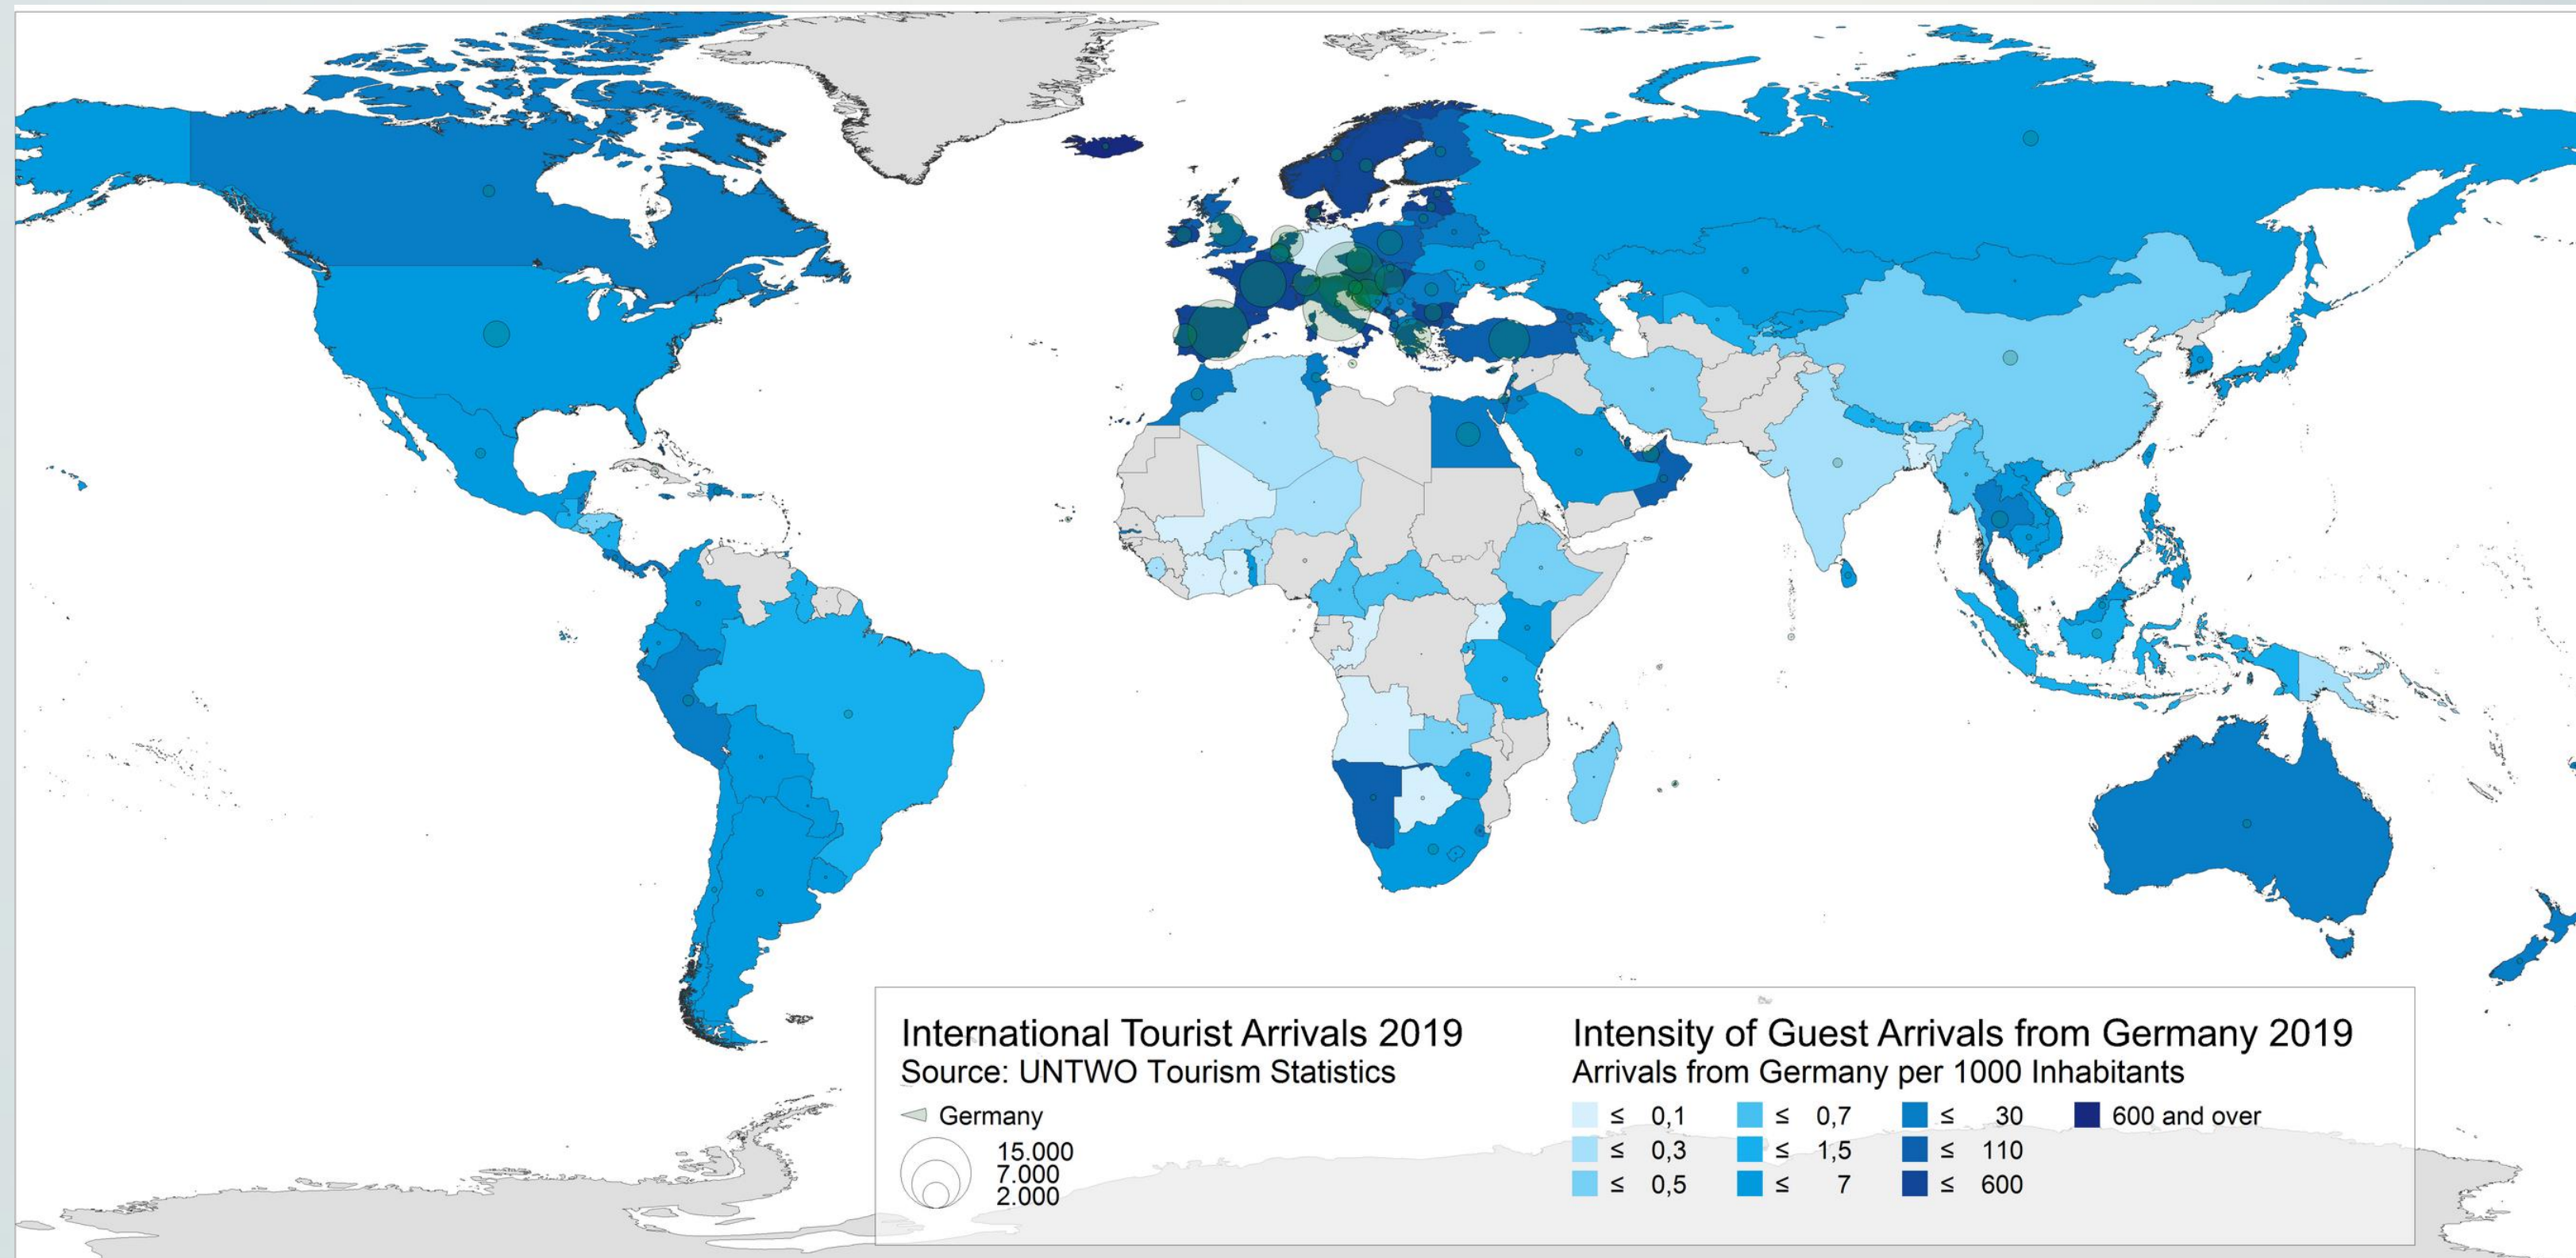 International Tourist Arrivals 2019
Source: UNTWO Tourism Statistics
Germany
15.000
7.000
2.000
Intensity of Guest Arrivals from Germany 2019
Arrivals from Germany per 1000 Inhabitants
≤ 0,1
≤ 0,3
≤ 0,5
≤ 0,7
≤ 1,5
≤ 7
≤ 30
≤ 110
≤ 600
600 and over